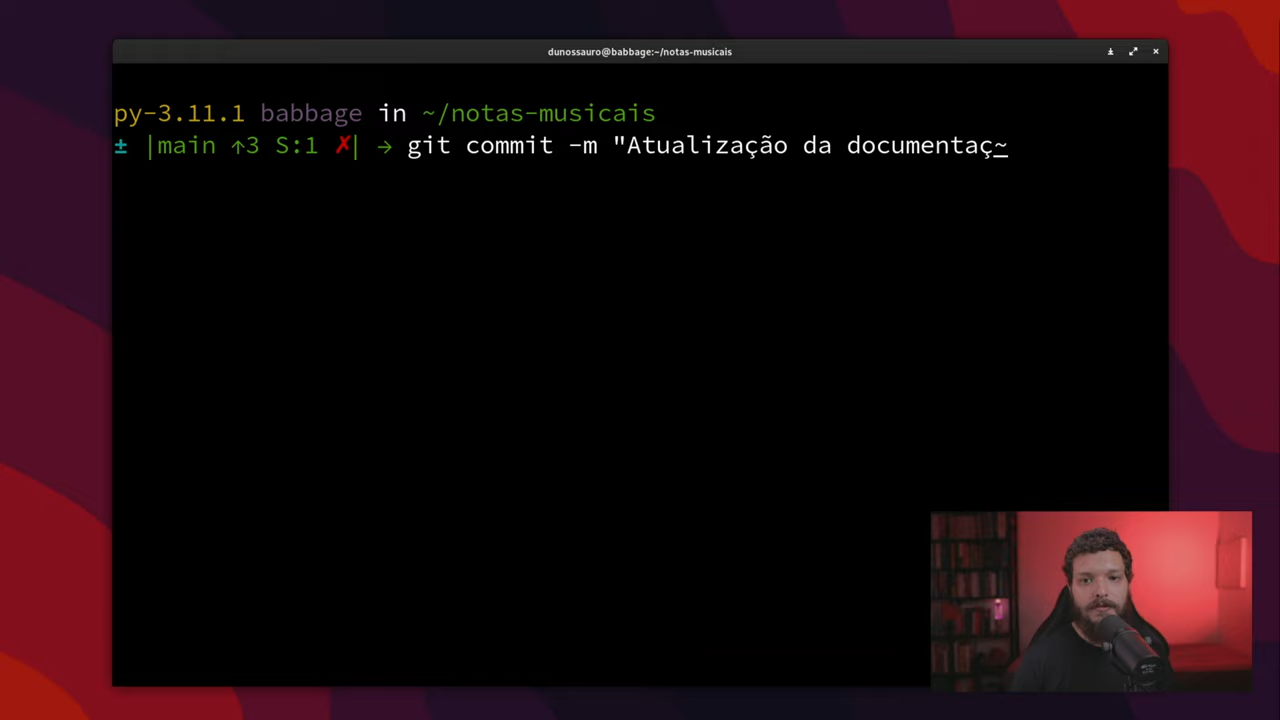 dunossauro@babbage:~/notas-musicais
py-3.11.1 babbage in ~/notas-musicais
± |main ↑3 S:1 ✗| → git commit -m "Atualização da documentaç~